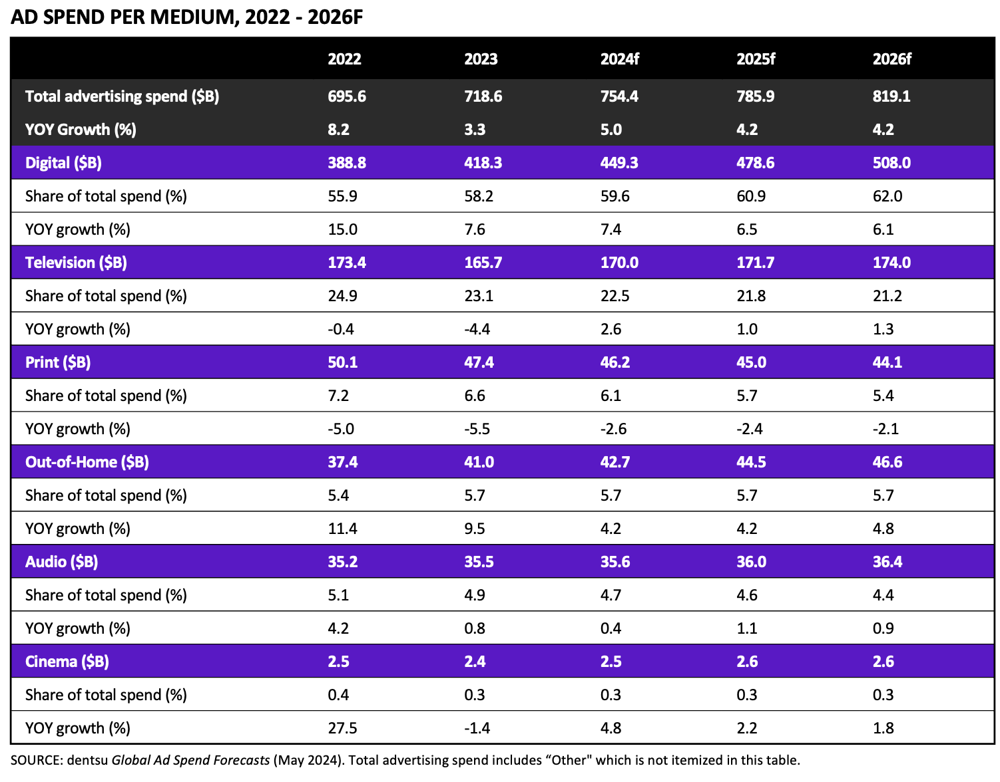 AD SPEND PER MEDIUM, 2022 - 2026F
2022 2023 2024f 2025f 2026f
Total advertising spend ($B) 695.6 718.6 754.4 785.9 819.1
YOY Growth (%) 8.2 3.3 5.0 4.2 4.2
Digital ($B) 388.8 418.3 449.3 478.6 508.0
Share of total spend (%) 55.9 58.2 59.6 60.9 62.0
YOY growth (%) 15.0 7.6 7.4 6.5 6.1
Television ($B) 173.4 165.7 170.0 171.7 174.0
Share of total spend (%) 24.9 23.1 22.5 21.8 21.2
YOY growth (%) -0.4 -4.4 2.6 1.0 1.3
Print ($B) 50.1 47.4 46.2 45.0 44.1
Share of total spend (%) 7.2 6.6 6.1 5.7 5.4
YOY growth (%) -5.0 -5.5 -2.6 -2.4 -2.1
Out-of-Home ($B) 37.4 41.0 42.7 44.5 46.6
Share of total spend (%) 5.4 5.7 5.7 5.7 5.7
YOY growth (%) 11.4 9.5 4.2 4.2 4.8
Audio ($B) 35.2 35.5 35.6 36.0 36.4
Share of total spend (%) 5.1 4.9 4.7 4.6 4.4
YOY growth (%) 4.2 0.8 0.4 1.1 0.9
Cinema ($B) 2.5 2.4 2.5 2.6 2.6
Share of total spend (%) 0.4 0.3 0.3 0.3 0.3
YOY growth (%) 27.5 -1.4 4.8 2.2 1.8
SOURCE: dentsu Global Ad Spend Forecasts (May 2024). Total advertising spend includes “Other" which is not itemized in this table.